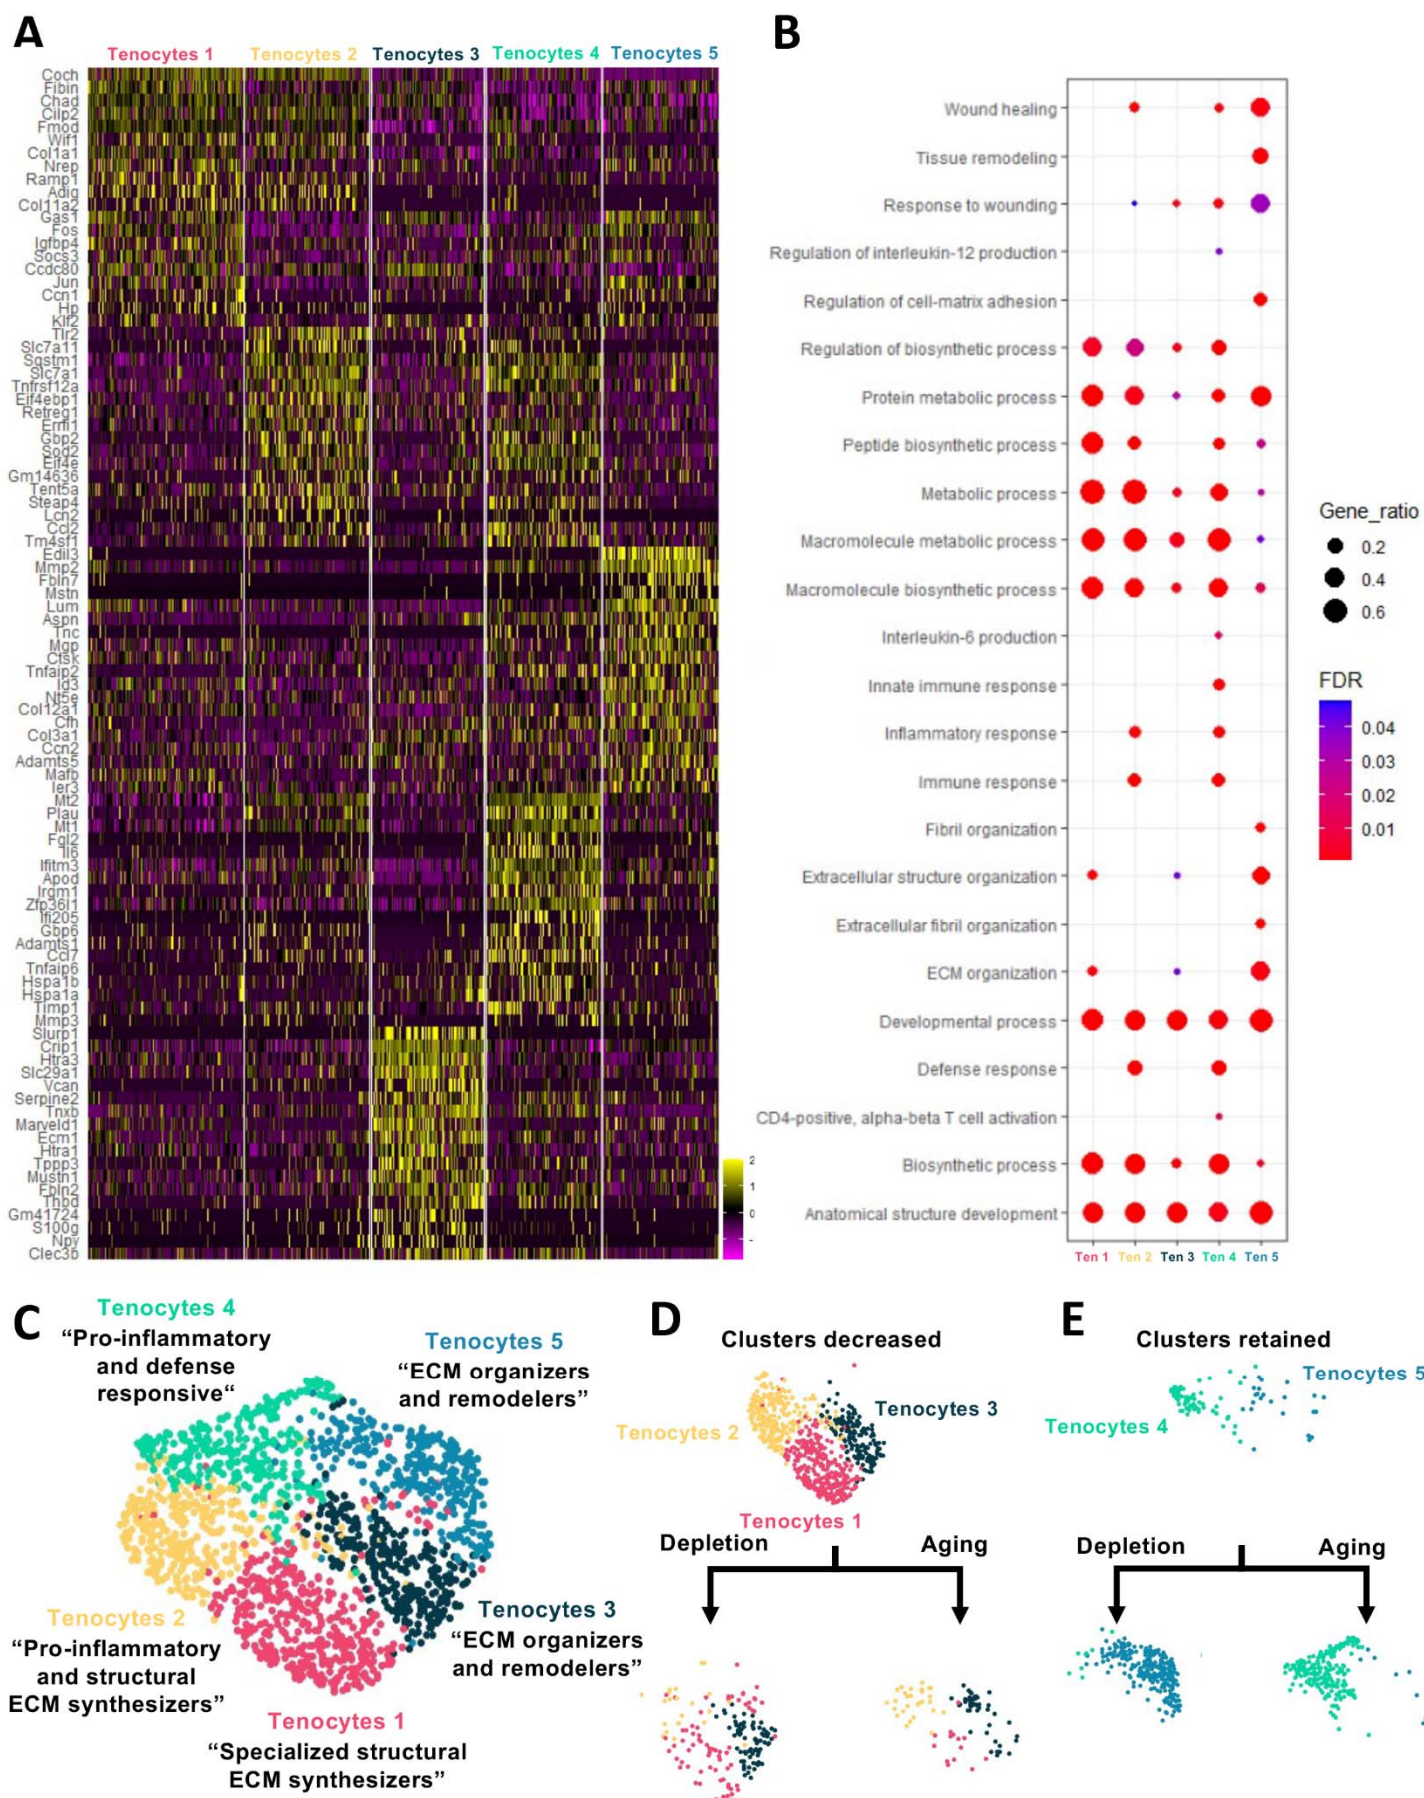 A
Tenocytes 1
Tenocytes 2
Tenocytes 3
Tenocytes 4
Tenocytes 5
Coch
Fibin
Chad
Cilp2
Fmod
Wif1
Col1a1
Nrep
Ramp1
Adig
Col11a2
Gas1
Fos
Igfbp4
Socs3
Ccdc80
Jun
Ccn1
Hp
Klf2
Tlr2
Slc7a11
Sqstm1
Slc7a1
Tnfrsf12a
Eif4ebp1
Retreg1
Errfi1
Gbp2
Sod2
Eif4e
Gm14636
Tent5a
Steap4
Lcn2
Ccl2
Tm4sf1
Edil3
Mmp2
Fbln7
Mstn
Lum
Aspn
Tnc
Mgp
Ctsk
Tnfaip2
Id3
Nt5e
Col12a1
Cfh
Col3a1
Ccn2
Adamts5
Mafb
Ier3
Mt2
Plau
Mt1
Fgl2
Il6
Ifitm3
Apod
Irgm1
Zfp36l1
Ifi205
Gbp6
Adamts1
Ccl7
Tnfaip6
Hspa1b
Hspa1a
Timp1
Mmp3
Slurp1
Crip1
Htra3
Slc29a1
Vcan
Serpine2
Tnxb
Marveld1
Ecm1
Htra1
Tppp3
Mustn1
Fbln2
Thbd
Gm41724
S100g
Npy
Clec3b
2
1
0
-
B
Wound healing
Tissue remodeling
Response to wounding
Regulation of interleukin-12 production
Regulation of cell-matrix adhesion
Regulation of biosynthetic process
Protein metabolic process
Peptide biosynthetic process
Metabolic process
Macromolecule metabolic process
Macromolecule biosynthetic process
Interleukin-6 production
Innate immune response
Inflammatory response
Immune response
Fibril organization
Extracellular structure organization
Extracellular fibril organization
ECM organization
Developmental process
Defense response
CD4-positive, alpha-beta T cell activation
Biosynthetic process
Anatomical structure development
Ten 1
Ten 2
Ten 3
Ten 4
Ten 5
Gene_ratio
0.2
0.4
0.6
FDR
0.04
0.03
0.02
0.01
C
Tenocytes 4
“Pro-inflammatory
and defense
responsive“
Tenocytes 5
“ECM organizers
and remodelers”
Tenocytes 2
“Pro-inflammatory
and structural
ECM synthesizers”
Tenocytes 3
“ECM organizers
and remodelers”
Tenocytes 1
“Specialized structural
ECM synthesizers”
D
Clusters decreased
Tenocytes 3
Tenocytes 2
Tenocytes 1
Depletion
Aging
E
Clusters retained
Tenocytes 5
Tenocytes 4
Depletion
Aging